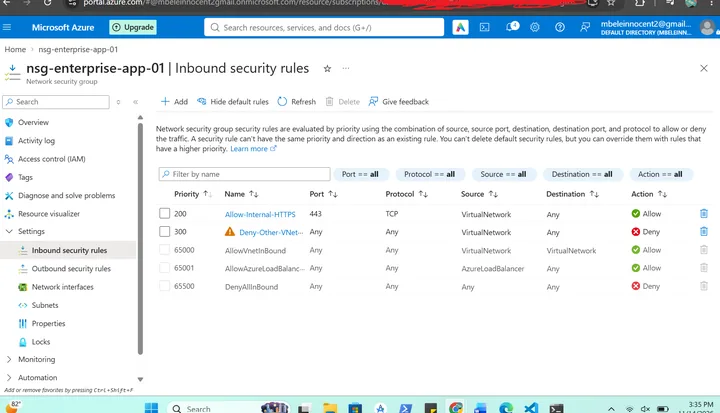 portal.azure.com/#@mbeleinnocent2gmail.onmicrosoft.com/resource/subscriptions/
Microsoft Azure
Upgrade
Search resources, services, and docs (G+/)
4
mbeleinnocent2@gmail....
DEFAULT DIRECTORY (MBELEINN...
Home > nsg-enterprise-app-01
nsg-enterprise-app-01 | Inbound security rules
Network security group
Search
Add
Hide default rules
Refresh
Delete
Give feedback
Overview
Activity log
Access control (IAM)
Tags
Diagnose and solve problems
Resource visualizer
Settings
Inbound security rules
Outbound security rules
Network interfaces
Subnets
Properties
Locks
Monitoring
Automation
Add or remove favorites by pressing Ctrl+Shift+F
Network security group security rules are evaluated by priority using the combination of source, source port, destination, destination port, and protocol to allow or deny
the traffic. A security rule can't have the same priority and direction as an existing rule. You can't delete default security rules, but you can override them with rules that
have a higher priority. Learn more
Filter by name
Port == all
Protocol == all
Source == all
Destination == all
Action == all
Priority Name Port Protocol Source Destination Action
200 Allow-Internal-HTTPS 443 TCP VirtualNetwork Any Allow
300 Deny-Other-VNet-... Any Any VirtualNetwork Any Deny
65000 AllowVnetInBound Any Any VirtualNetwork VirtualNetwork Allow
65001 AllowAzureLoadBalanc... Any Any AzureLoadBalancer Any Allow
65500 DenyAllInBound Any Any Any Any Deny
82°
Search
3:35 PM